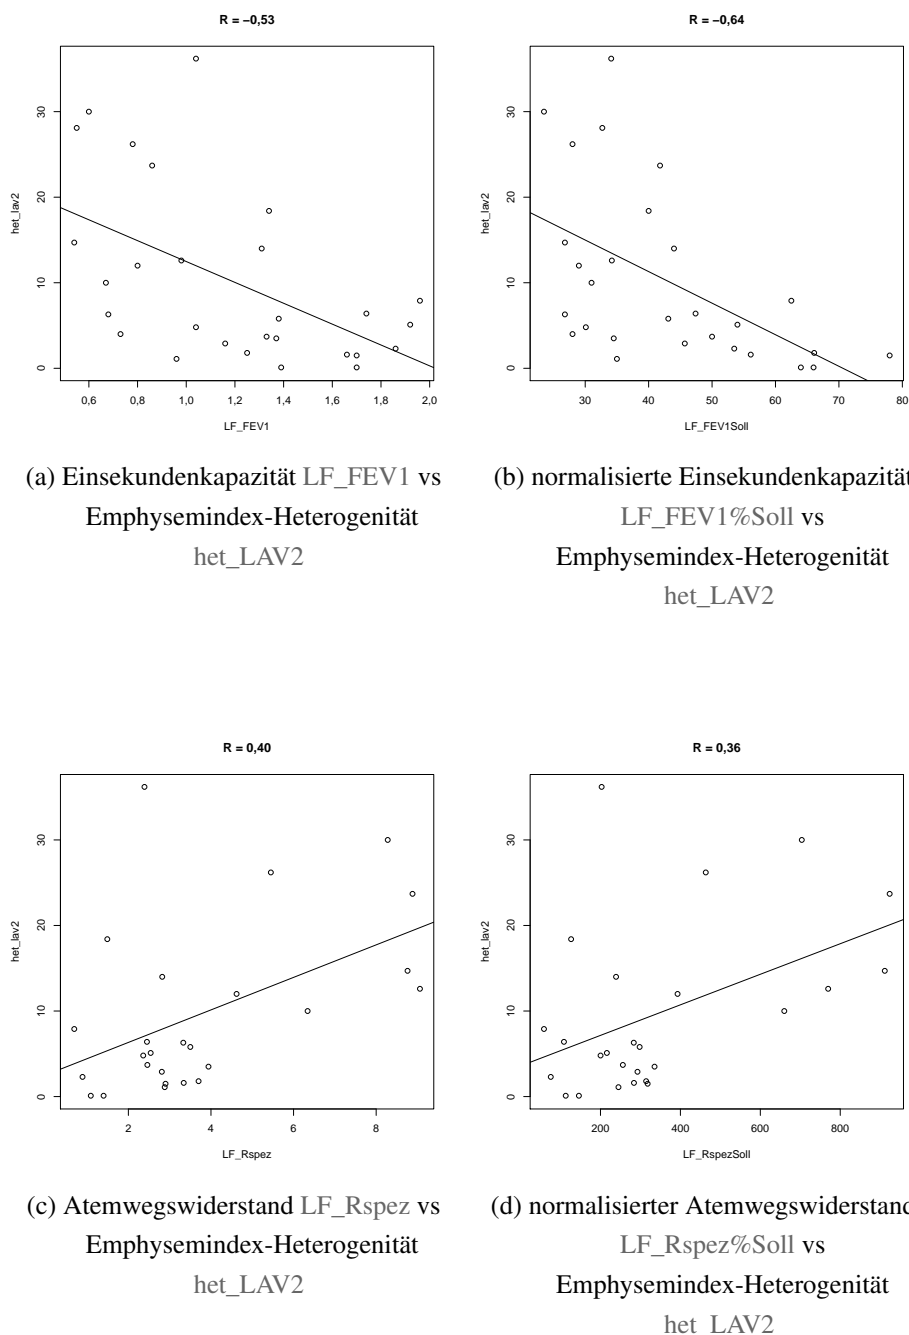 R = −0,53
het_lav2
30
20
10
0
0,6 0,8 1,0 1,2 1,4 1,6 1,8 2,0
LF_FEV1
(a) Einsekundenkapazität LF_FEV1 vs
Emphysemindex-Heterogenität
het_LAV2
R = −0,64
het_lav2
30
20
10
0
30 40 50 60 70 80
LF_FEV1Soll
(b) normalisierte Einsekundenkapazität
LF_FEV1%Soll vs
Emphysemindex-Heterogenität
het_LAV2
R = 0,40
het_lav2
30
20
10
0
2 4 6 8
LF_Rspez
(c) Atemwegswiderstand LF_Rspez vs
Emphysemindex-Heterogenität
het_LAV2
R = 0,36
het_lav2
30
20
10
0
200 400 600 800
LF_RspezSoll
(d) normalisierter Atemwegswiderstand
LF_Rspez%Soll vs
Emphysemindex-Heterogenität
het_LAV2